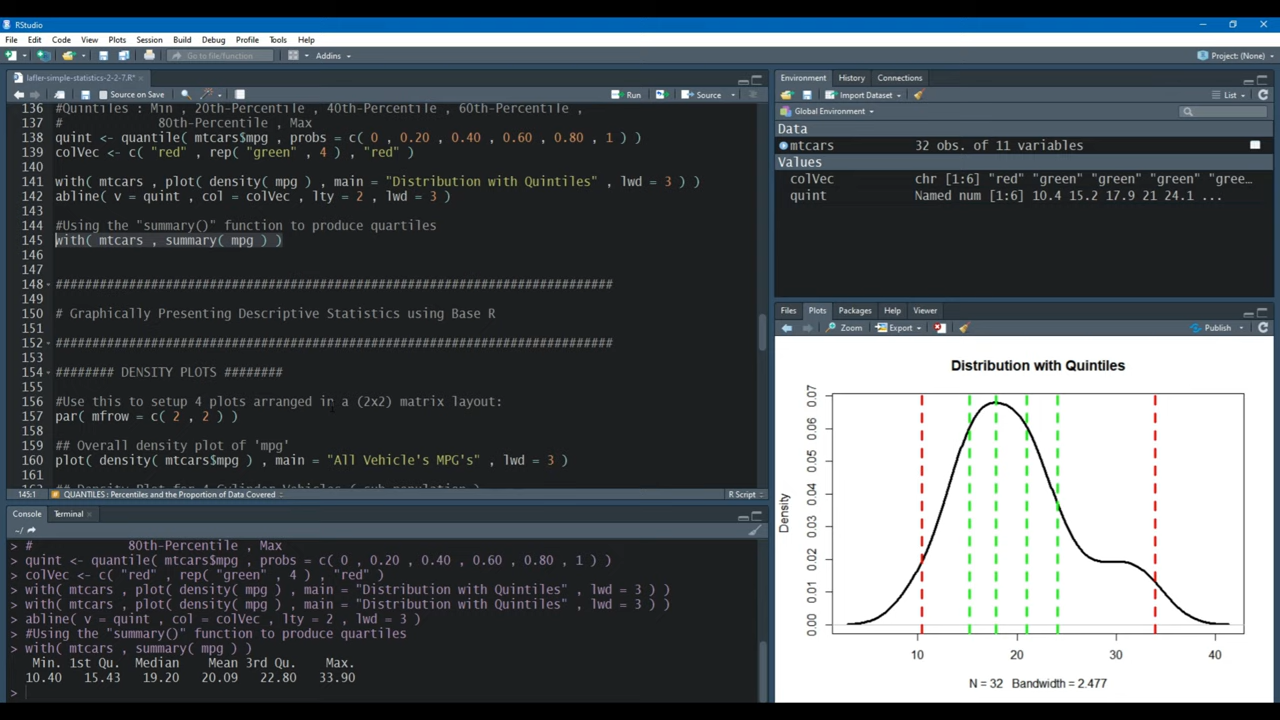 RStudio
File Edit Code View Plots Session Build Debug Profile Tools Help
Go to file/function Addins Project: (None)
lafler-simple-statistics-2-2-7.R*
Source on Save Run Source
136 #Quintiles : Min , 20th-Percentile , 40th-Percentile , 60th-Percentile ,
137 # 80th-Percentile , Max
138 quint <- quantile( mtcars$mpg , probs = c( 0 , 0.20 , 0.40 , 0.60 , 0.80 , 1 ) )
139 colVec <- c( "red" , rep( "green" , 4 ) , "red" )
140
141 with( mtcars , plot( density( mpg ) , main = "Distribution with Quintiles" , lwd = 3 ) )
142 abline( v = quint , col = colVec , lty = 2 , lwd = 3 )
143
144 #Using the "summary()" function to produce quartiles
145 with( mtcars , summary( mpg ) )
146
147
148 ############################################################################
149
150 # Graphically Presenting Descriptive Statistics using Base R
151
152 ############################################################################
153
154 ######## DENSITY PLOTS ########
155
156 #Use this to setup 4 plots arranged in a (2x2) matrix layout:
157 par( mfrow = c( 2 , 2 ) )
158
159 ## Overall density plot of 'mpg'
160 plot( density( mtcars$mpg ) , main = "All Vehicle's MPG's" , lwd = 3 )
161
145:1 QUANTILES : Percentiles and the Proportion of Data Covered R Script
Console Terminal
~/
> # 80th-Percentile , Max
> quint <- quantile( mtcars$mpg , probs = c( 0 , 0.20 , 0.40 , 0.60 , 0.80 , 1 ) )
> colVec <- c( "red" , rep( "green" , 4 ) , "red" )
> with( mtcars , plot( density( mpg ) , main = "Distribution with Quintiles" , lwd = 3 ) )
> with( mtcars , plot( density( mpg ) , main = "Distribution with Quintiles" , lwd = 3 ) )
> abline( v = quint , col = colVec , lty = 2 , lwd = 3 )
> #Using the "summary()" function to produce quartiles
> with( mtcars , summary( mpg ) )
Min. 1st Qu. Median Mean 3rd Qu. Max.
10.40 15.43 19.20 20.09 22.80 33.90
>
Environment History Connections
Import Dataset List
Global Environment
Data
mtcars 32 obs. of 11 variables
Values
colVec chr [1:6] "red" "green" "green" "green" "gree…
quint Named num [1:6] 10.4 15.2 17.9 21 24.1 ...
Files Plots Packages Help Viewer
Zoom Export Publish
Distribution with Quintiles
Density
0.07
0.06
0.05
0.04
0.03
0.02
0.01
0.00
10 20 30 40
N = 32 Bandwidth = 2.477